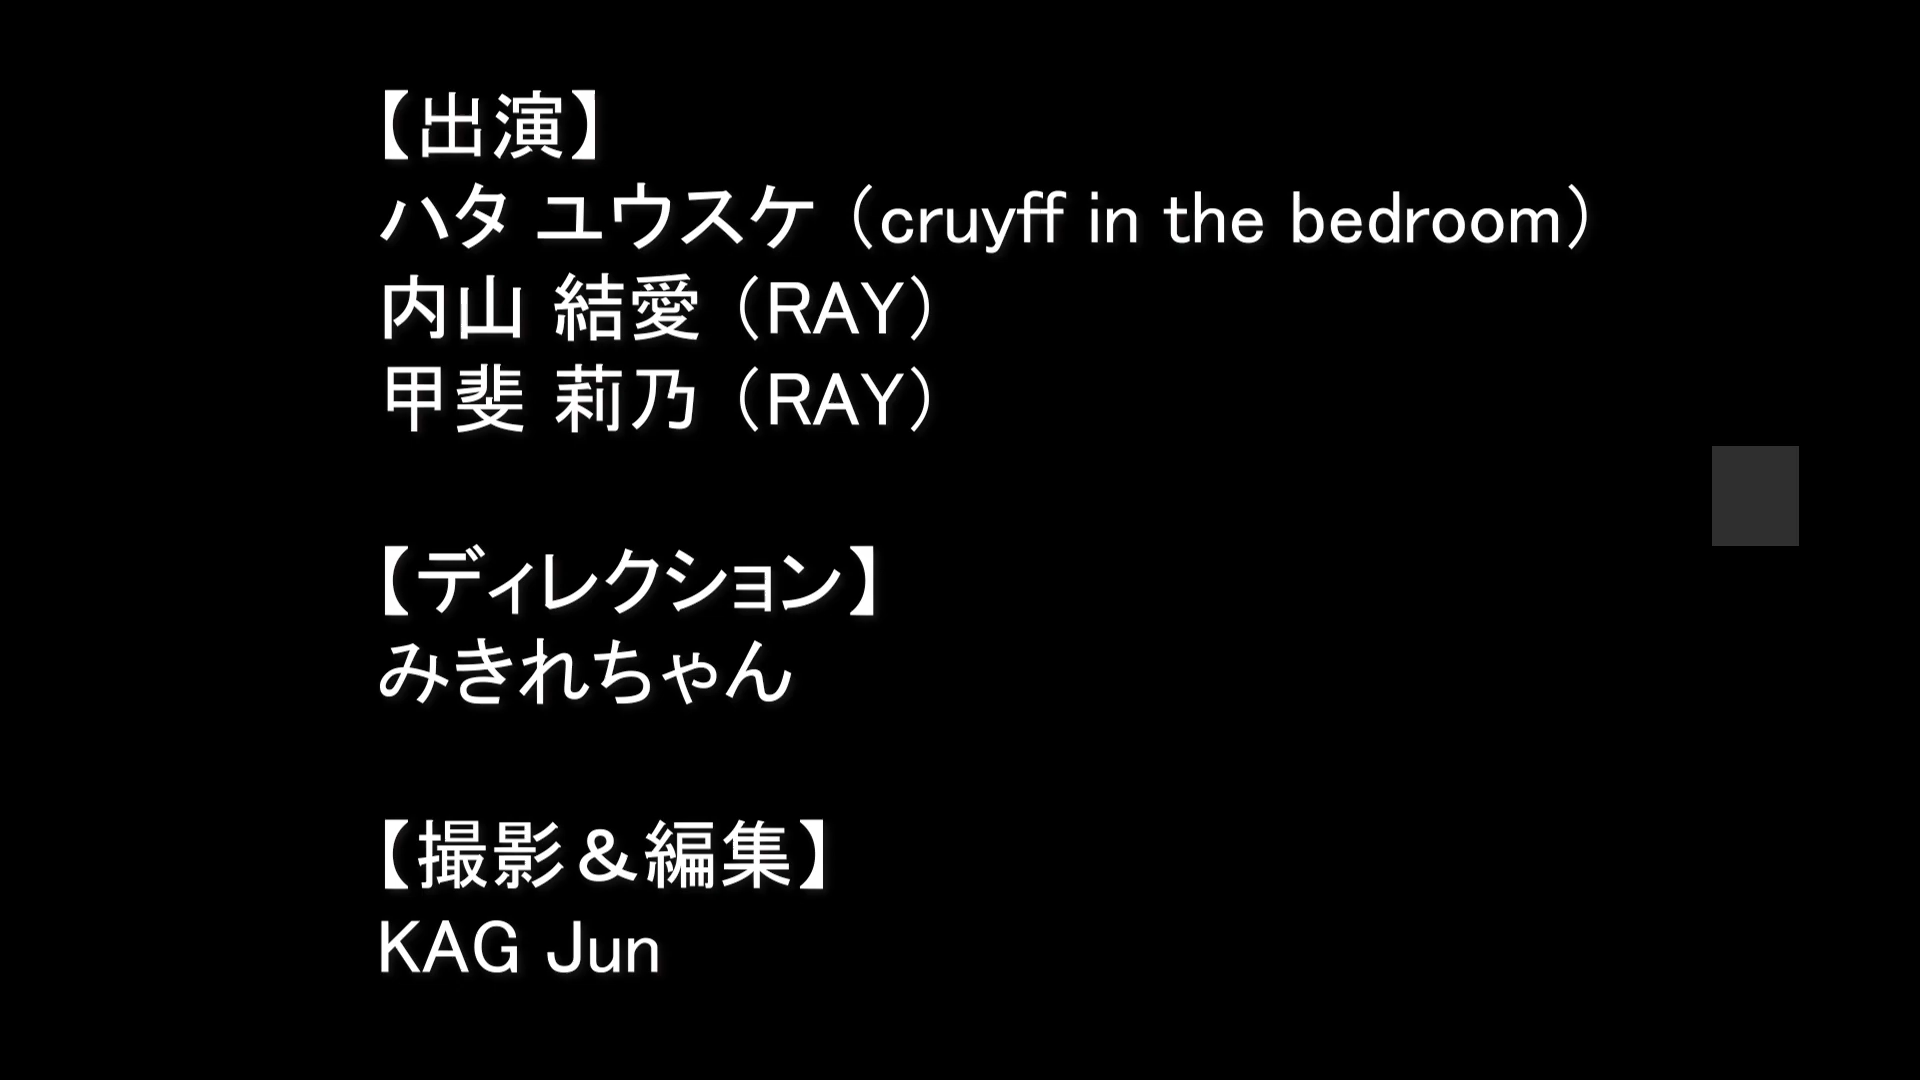 【出演】
ハタ ユウスケ（cruyff in the bedroom）
内山 結愛（RAY）
甲斐 莉乃（RAY）
【ディレクション】
みきれちゃん
【撮影＆編集】
KAG Jun